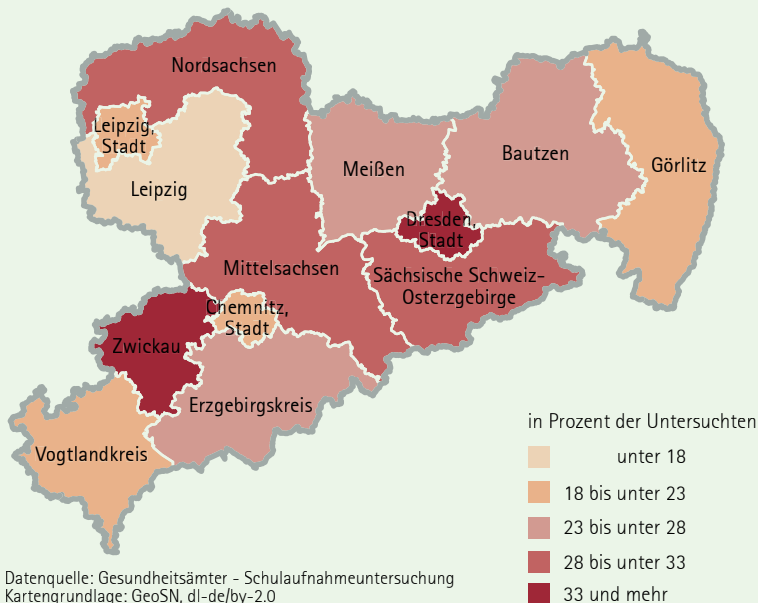 Nordsachsen
Leipzig,
Stadt
Leipzig
Meißen
Bautzen
Görlitz
Dresden,
Stadt
Mittelsachsen
Sächsische Schweiz-
Osterzgebirge
Chemnitz,
Stadt
Zwickau
Erzgebirgskreis
Vogtlandkreis
in Prozent der Untersuchten
unter 18
18 bis unter 23
23 bis unter 28
28 bis unter 33
33 und mehr
Datenquelle: Gesundheitsämter - Schulaufnahmeuntersuchung
Kartengrundlage: GeoSN, dl-de/by-2.0